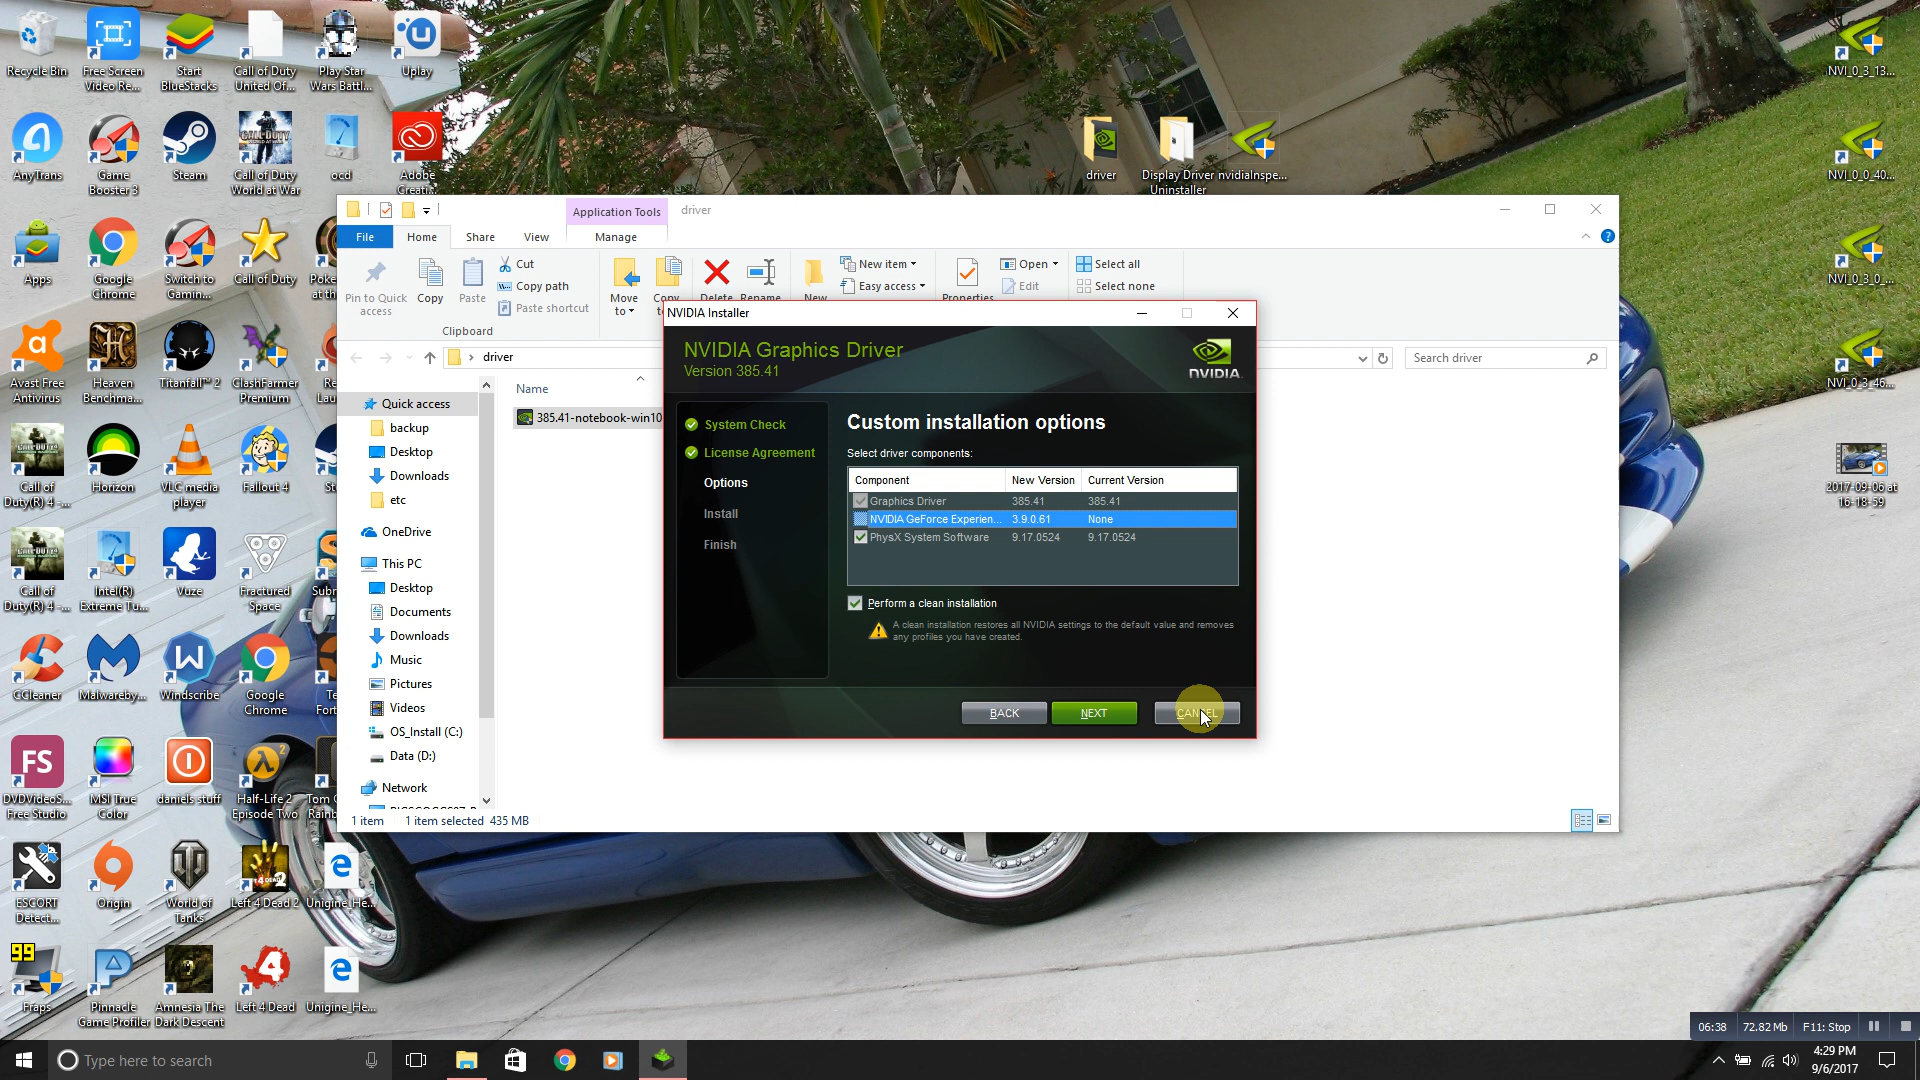 Recycle Bin
Free Screen Video Re...
Start BlueStacks
Call of Duty United Of...
Play Star Wars Battl...
Uplay
AnyTrans
Game Booster 3
Steam
Call of Duty World at War
ocd
Adobe Creati...
driver
Display Driver Uninstaller
nvidiaInspe...
NVI_0_3_13...
NVI_0_0_40...
NVI_0_3_0_...
NVI_0_3_46...
2017-09-06 at 16-18-59
Apps
Google Chrome
Switch to Gamin...
Call of Duty
Avast Free Antivirus
Heaven Benchma...
Titanfall™ 2
ClashFarmer Premium
Call of Duty(R) 4 -...
Horizon
VLC media player
Fallout 4
Call of Duty(R) 4 -...
Intel(R) Extreme Tu...
Vuze
Fractured Space
CCleaner
Malwareby...
Windscribe
Google Chrome
DVDVideoS... Free Studio
MSI True Color
daniels stuff
Half-Life 2 Episode Two
ESCORT Detect...
Origin
World of Tanks
Left 4 Dead 2
Unigine_He...
Fraps
Pinnacle Game Profiler
Amnesia The Dark Descent
Left 4 Dead
Unigine_He...
Application Tools
driver
File
Home
Share
View
Manage
Pin to Quick access
Copy
Paste
Cut
Copy path
Paste shortcut
Clipboard
Move to
Copy
Delete
Rename
New
New item
Easy access
Properties
Open
Edit
Select all
Select none
driver
Search driver
Name
385.41-notebook-win10
Quick access
backup
Desktop
Downloads
etc
OneDrive
This PC
Desktop
Documents
Downloads
Music
Pictures
Videos
OS_Install (C:)
Data (D:)
Network
1 item
1 item selected 435 MB
NVIDIA Installer
NVIDIA Graphics Driver
Version 385.41
NVIDIA.
System Check
License Agreement
Options
Install
Finish
Custom installation options
Select driver components:
Component New Version Current Version
Graphics Driver 385.41 385.41
NVIDIA GeForce Experien... 3.9.0.61 None
PhysX System Software 9.17.0524 9.17.0524
Perform a clean installation
A clean installation restores all NVIDIA settings to the default value and removes
any profiles you have created.
BACK
NEXT
CANCEL
06:38
72.82 Mb
F11: Stop
Type here to search
4:29 PM
9/6/2017